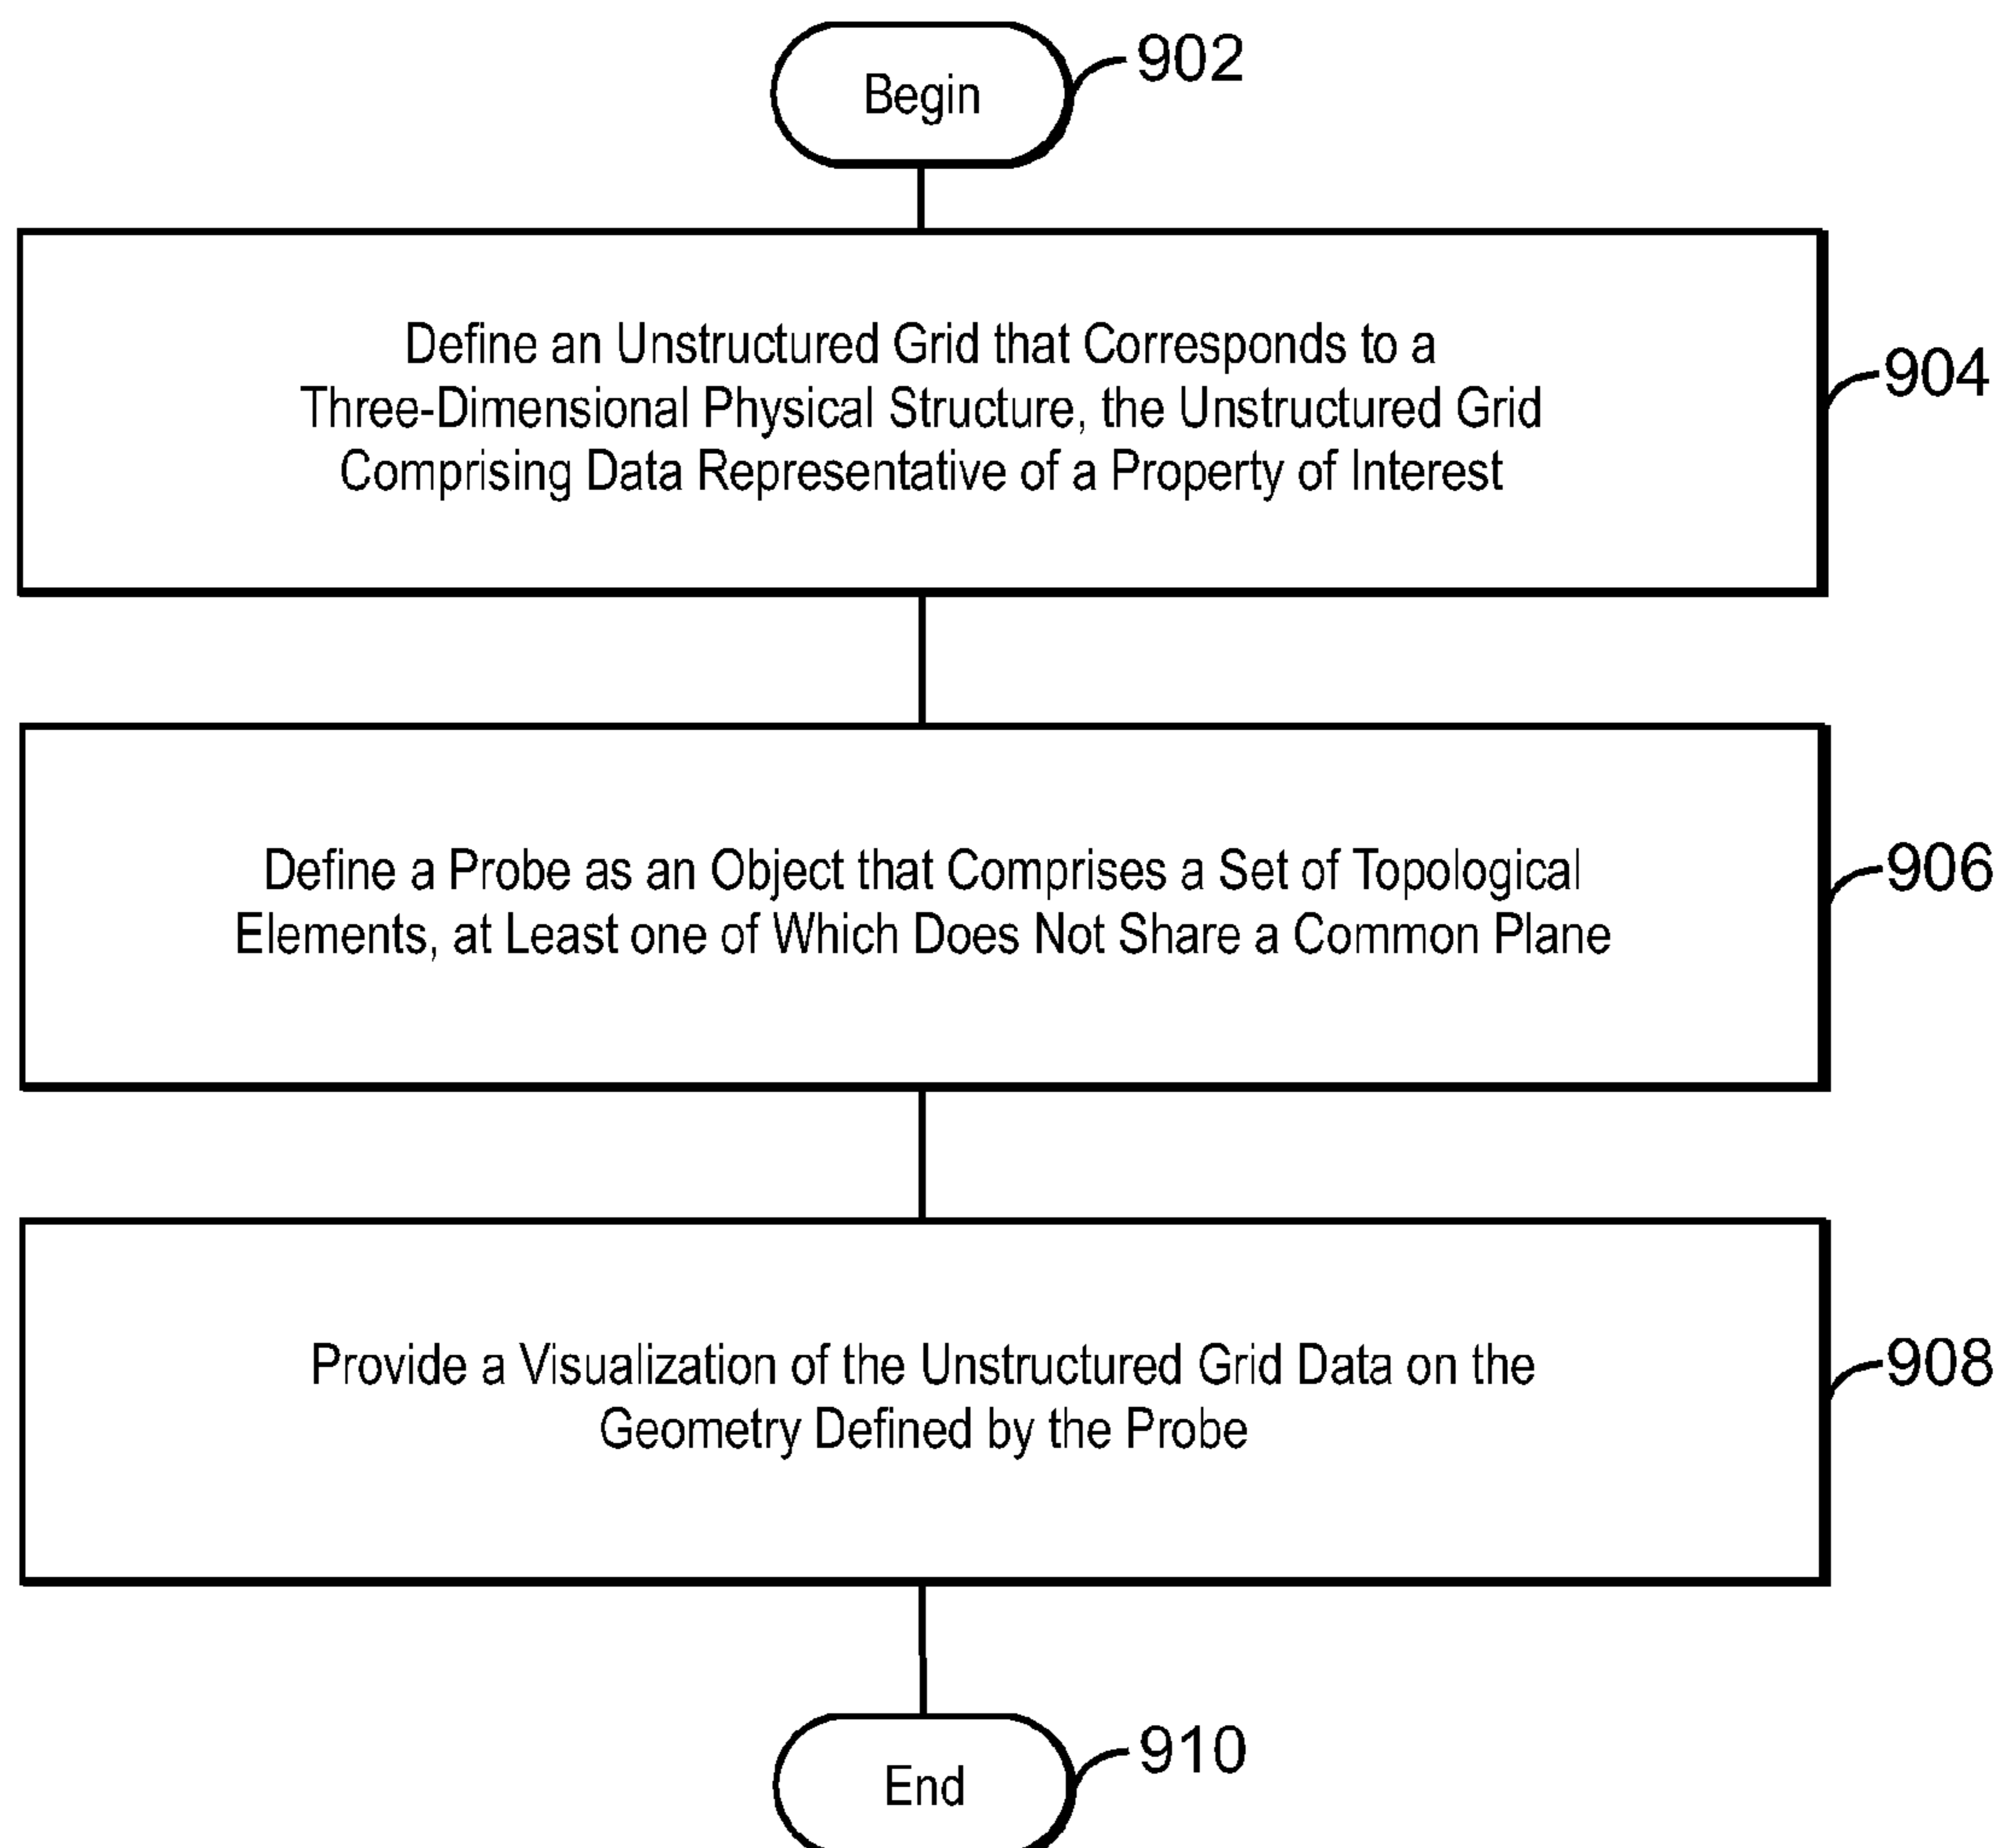 Begin
902
Define an Unstructured Grid that Corresponds to a
Three-Dimensional Physical Structure, the Unstructured Grid
Comprising Data Representative of a Property of Interest
904
Define a Probe as an Object that Comprises a Set of Topological
Elements, at Least one of Which Does Not Share a Common Plane
906
Provide a Visualization of the Unstructured Grid Data on the
Geometry Defined by the Probe
908
End
910